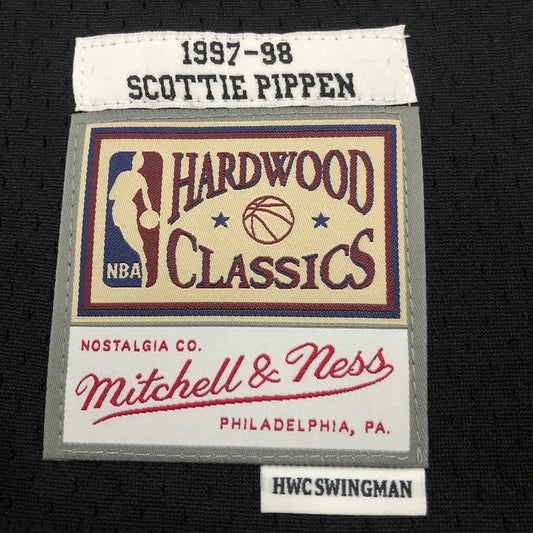 1997-98
SCOTTIE PIPPEN
HARDWOOD
NBA
CLASSICS
NOSTALGIA CO.
Mitchell & Ness
PHILADELPHIA, PA.
HWC SWINGMAN